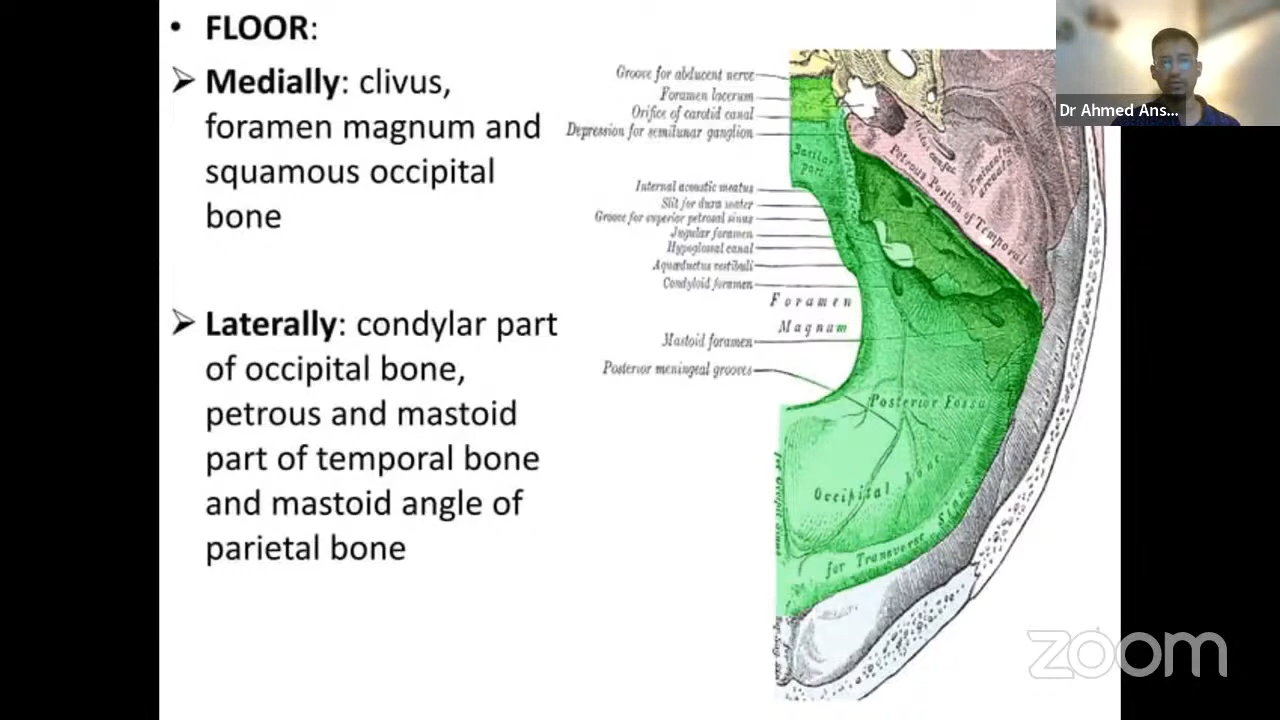 • FLOOR:
➤ Medially: clivus,
foramen magnum and
squamous occipital
bone
➤ Laterally: condylar part
of occipital bone,
petrous and mastoid
part of temporal bone
and mastoid angle of
parietal bone
Groove for abducent nerve
Foramen lacerum
Orifice of carotid canal
Depression for semilunar ganglion
Internal acoustic meatus
Slit for dura mater
Groove for superior petrosal sinus
Jugular foramen
Hypoglossal canal
Aquæductus vestibuli
Condyloid foramen
Foramen
Magnum
Mastoid foramen
Posterior meningeal grooves
Basilar
part
Petrous Portion of Temporal
Eminentia
arcuata
Posterior Fossa
Occipital bone
for Transverse Sinus
Dr Ahmed Ans...
zoom